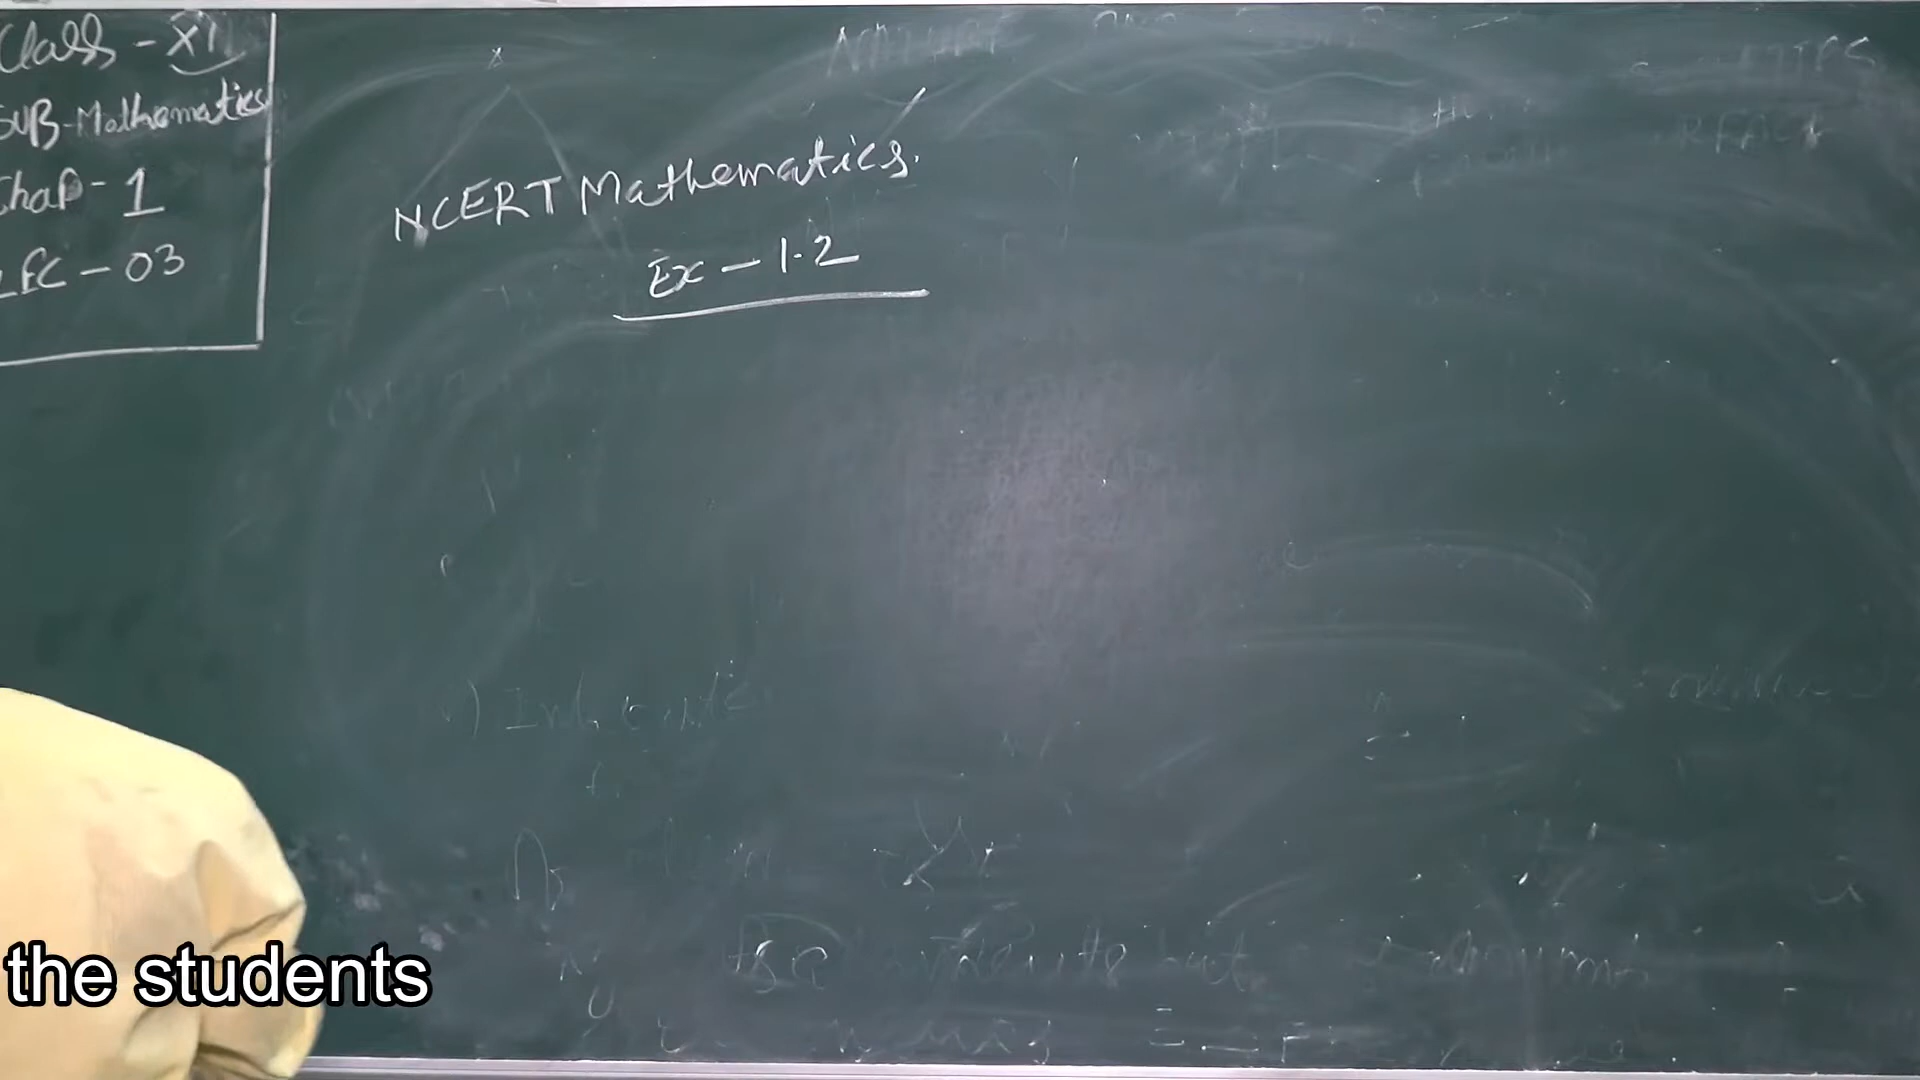 Class - XI
SUB-Mathematics
Chap - 1
LEC - 03
NCERT Mathematics.
Ex - 1.2
the students